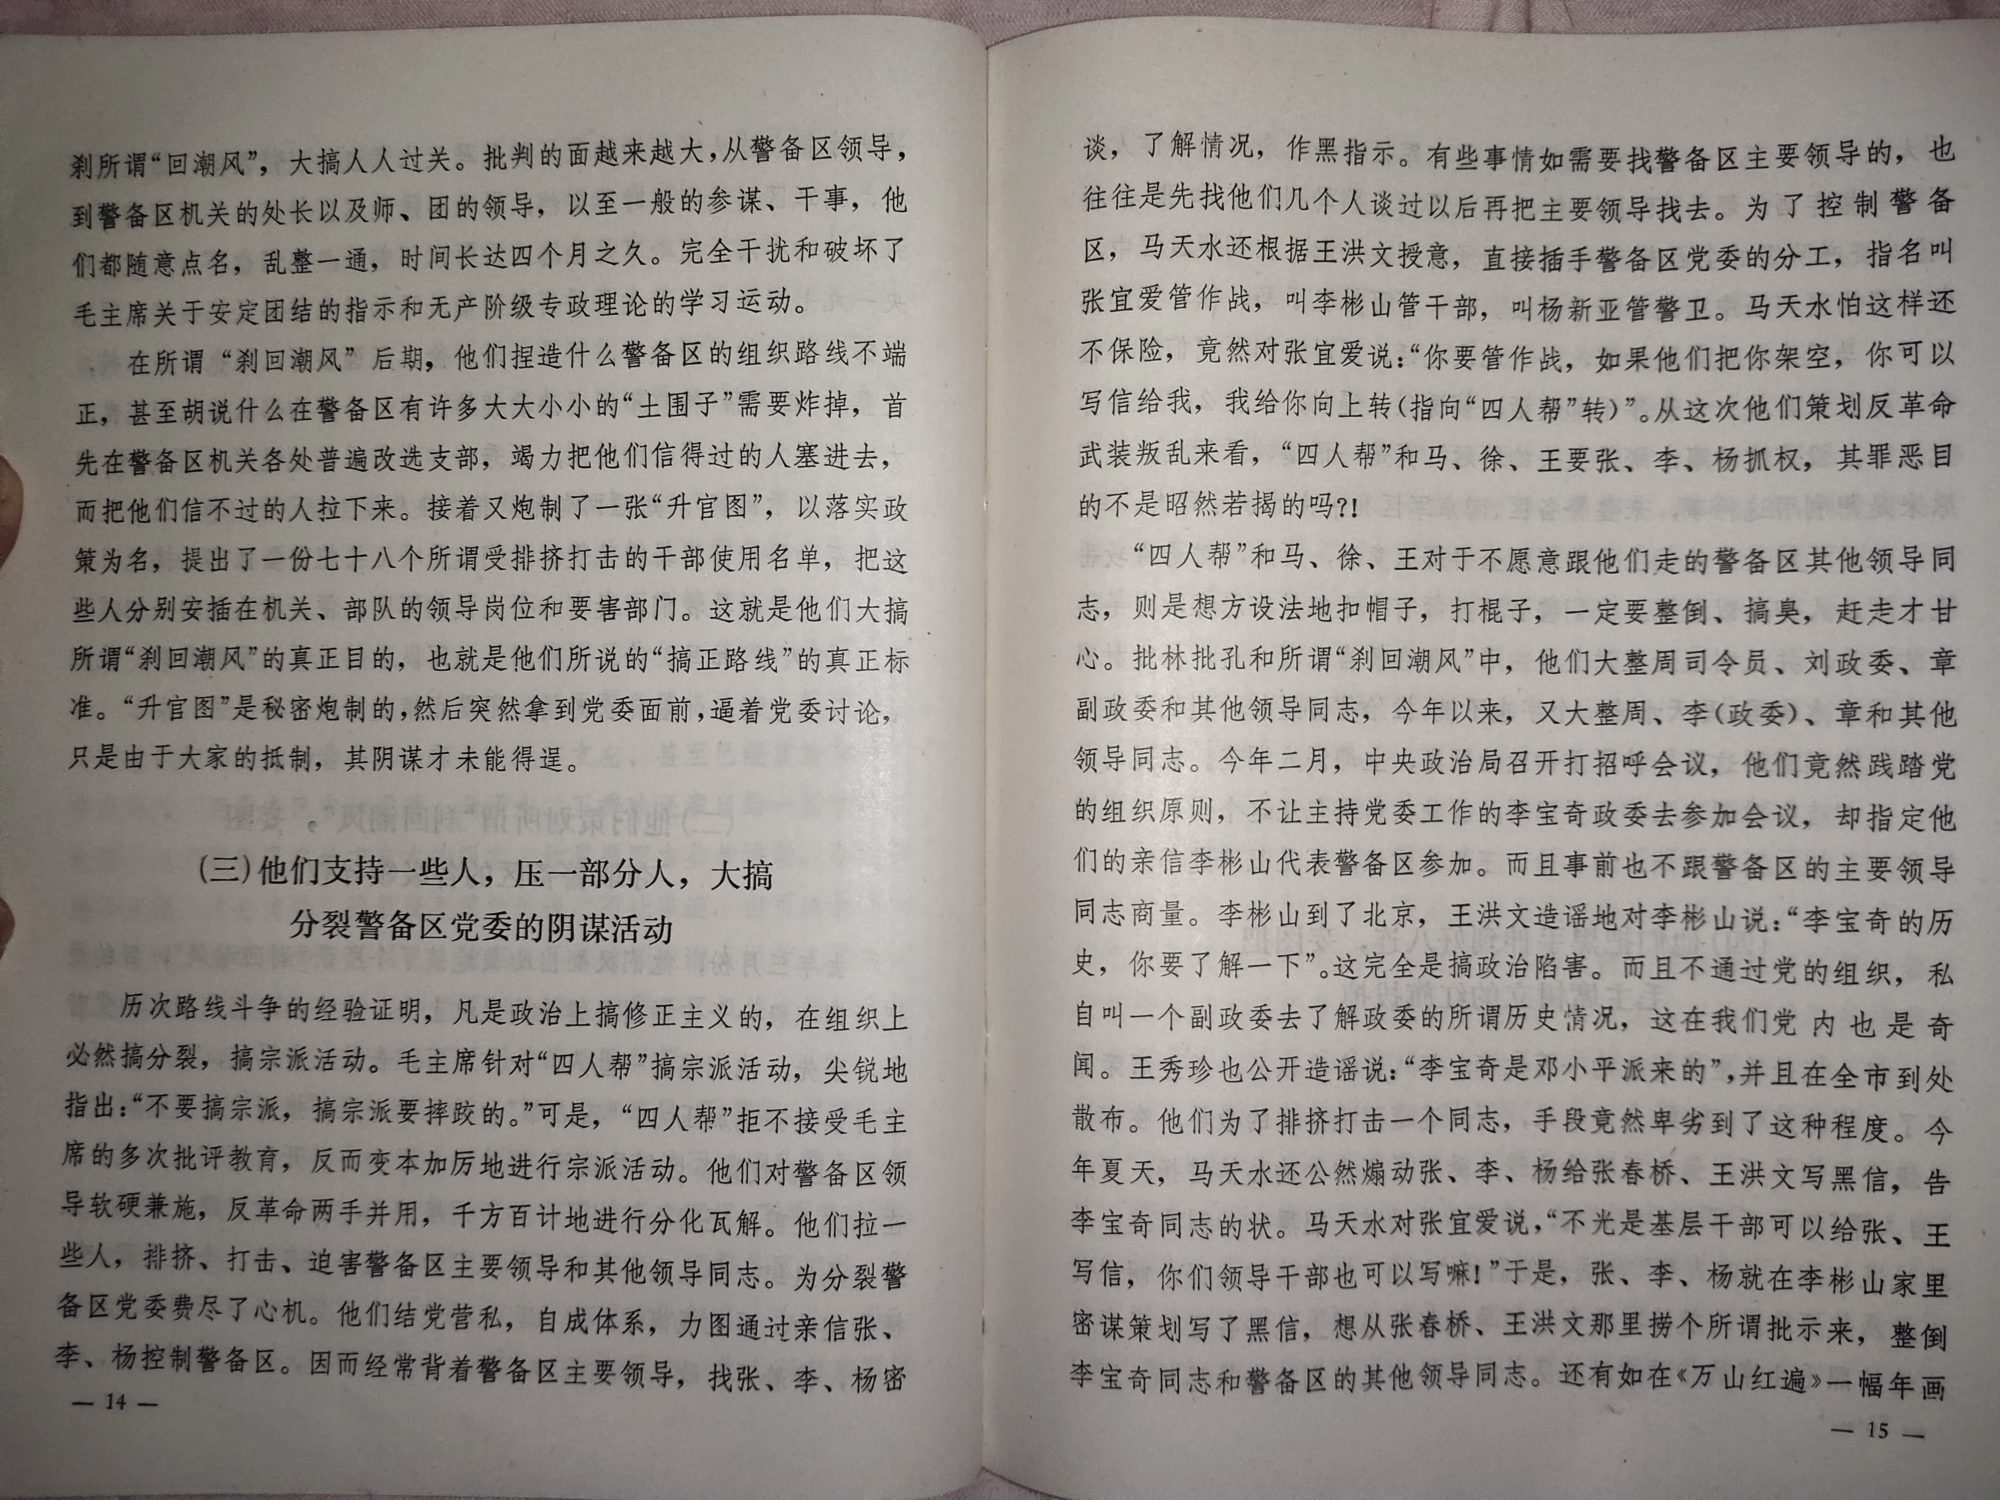 刹所谓“回潮风”，大搞人人过关。批判的面越来越大，从警备区领导，
到警备区机关的处长以及师、团的领导，以至一般的参谋、干事，他
们都随意点名，乱整一通，时间长达四个月之久。完全干扰和破坏了
毛主席关于安定团结的指示和无产阶级专政理论的学习运动。
在所谓“刹回潮风”后期，他们捏造什么警备区的组织路线不端
正，甚至胡说什么在警备区有许多大大小小的“土围子”需要炸掉，首
先在警备区机关各处普遍改选支部，竭力把他们信得过的人塞进去，
而把他们信不过的人拉下来。接着又炮制了一张“升官图”，以落实政
策为名，提出了一份七十八个所谓受排挤打击的干部使用名单，把这
些人分别安插在机关、部队的领导岗位和要害部门。这就是他们大搞
所谓“刹回潮风”的真正目的，也就是他们所说的“搞正路线”的真正标
准。“升官图”是秘密炮制的，然后突然拿到党委面前，逼着党委讨论，
只是由于大家的抵制，其阴谋才未能得逞。
(三)他们支持一些人，压一部分人，大搞
分裂警备区党委的阴谋活动
历次路线斗争的经验证明，凡是政治上搞修正主义的，在组织上
必然搞分裂，搞宗派活动。毛主席针对“四人帮”搞宗派活动，尖锐地
指出：“不要搞宗派，搞宗派要摔跤的。”可是，“四人帮”拒不接受毛主
席的多次批评教育，反而变本加厉地进行宗派活动。他们对警备区领
导软硬兼施，反革命两手并用，千方百计地进行分化瓦解。他们拉一
些人，排挤、打击、迫害警备区主要领导和其他领导同志。为分裂警
备区党委费尽了心机。他们结党营私，自成体系，力图通过亲信张、
李、杨控制警备区。因而经常背着警备区主要领导，找张、李、杨密
— 14 —
谈，了解情况，作黑指示。有些事情如需要找警备区主要领导的，也
往往是先找他们几个人谈过以后再把主要领导找去。为了控制警备
区，马天水还根据王洪文授意，直接插手警备区党委的分工，指名叫
张宜爱管作战，叫李彬山管干部，叫杨新亚管警卫。马天水怕这样还
不保险，竟然对张宜爱说：“你要管作战，如果他们把你架空，你可以
写信给我，我给你向上转（指向“四人帮”转）”。从这次他们策划反革命
武装叛乱来看，“四人帮”和马、徐、王要张、李、杨抓权，其罪恶目
的不是昭然若揭的吗？！
“四人帮”和马、徐、王对于不愿意跟他们走的警备区其他领导同
志，则是想方设法地扣帽子，打棍子，一定要整倒、搞臭，赶走才甘
心。批林批孔和所谓“刹回潮风”中，他们大整周司令员、刘政委、章
副政委和其他领导同志，今年以来，又大整周、李（政委）、章和其他
领导同志。今年二月，中央政治局召开打招呼会议，他们竟然践踏党
的组织原则，不让主持党委工作的李宝奇政委去参加会议，却指定他
们的亲信李彬山代表警备区参加。而且事前也不跟警备区的主要领导
同志商量。李彬山到了北京，王洪文造谣地对李彬山说：“李宝奇的历
史，你要了解一下”。这完全是搞政治陷害。而且不通过党的组织，私
自叫一个副政委去了解政委的所谓历史情况，这在我们党内也是奇
闻。王秀珍也公开造谣说：“李宝奇是邓小平派来的”，并且在全市到处
散布。他们为了排挤打击一个同志，手段竟然卑劣到了这种程度。今
年夏天，马天水还公然煽动张、李、杨给张春桥、王洪文写黑信，告
李宝奇同志的状。马天水对张宜爱说，“不光是基层干部可以给张、王
写信，你们领导干部也可以写嘛！”于是，张、李、杨就在李彬山家里
密谋策划写了黑信，想从张春桥、王洪文那里捞个所谓批示来，整倒
李宝奇同志和警备区的其他领导同志。还有如在《万山红遍》一幅年画
— 15 —